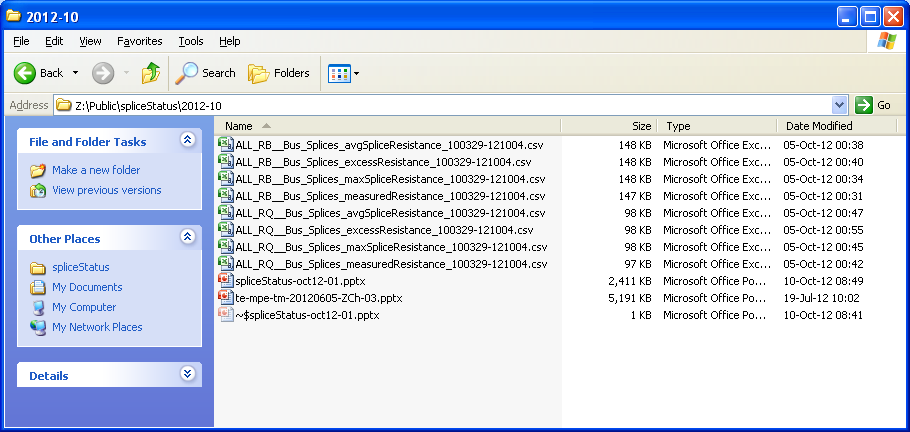 2012-10
File Edit View Favorites Tools Help
Back Search Folders
Address Z:\Public\spliceStatus\2012-10 Go
File and Folder Tasks
Make a new folder
View previous versions
Other Places
spliceStatus
My Documents
My Computer
My Network Places
Details
Name Size Type Date Modified
ALL_RB__Bus_Splices_avgSpliceResistance_100329-121004.csv 148 KB Microsoft Office Exc... 05-Oct-12 00:38
ALL_RB__Bus_Splices_excessResistance_100329-121004.csv 148 KB Microsoft Office Exc... 05-Oct-12 00:40
ALL_RB__Bus_Splices_maxSpliceResistance_100329-121004.csv 148 KB Microsoft Office Exc... 05-Oct-12 00:34
ALL_RB__Bus_Splices_measuredResistance_100329-121004.csv 147 KB Microsoft Office Exc... 05-Oct-12 00:31
ALL_RQ__Bus_Splices_avgSpliceResistance_100329-121004.csv 98 KB Microsoft Office Exc... 05-Oct-12 00:47
ALL_RQ__Bus_Splices_excessResistance_100329-121004.csv 98 KB Microsoft Office Exc... 05-Oct-12 00:55
ALL_RQ__Bus_Splices_maxSpliceResistance_100329-121004.csv 98 KB Microsoft Office Exc... 05-Oct-12 00:45
ALL_RQ__Bus_Splices_measuredResistance_100329-121004.csv 97 KB Microsoft Office Exc... 05-Oct-12 00:42
spliceStatus-oct12-01.pptx 2,411 KB Microsoft Office Po... 10-Oct-12 08:49
te-mpe-tm-20120605-ZCh-03.pptx 5,191 KB Microsoft Office Po... 19-Jul-12 10:02
~$spliceStatus-oct12-01.pptx 1 KB Microsoft Office Po... 10-Oct-12 08:41